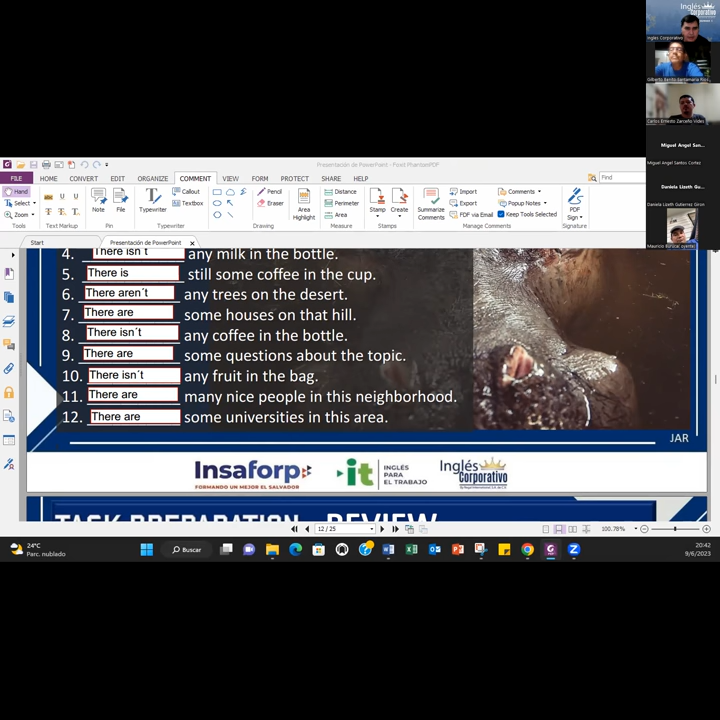 Inglés
Corporativo
Ingles Corporativo
Gilberto Benito Santamaria Rios
Carlos Ernesto Zarceño Vides
Miguel Angel San...
Miguel Angel Santos Cortez
Daniela Lizeth Gu...
Daniela Lizeth Gutierrez Giron
Presentación de PowerPoint - Foxit PhantomPDF
FILE HOME CONVERT EDIT ORGANIZE COMMENT VIEW FORM PROTECT SHARE HELP Find
Hand
Select
Zoom
Tools
Text Markup
Note
File
Pin
Typewriter
Callout
Textbox
Typewriter
Pencil
Eraser
Drawing
Area
Highlight
Distance
Perimeter
Area
Measure
Stamp
Create
Stamps
Summarize
Comments
Import
Export
FDF via Email
Comments
Popup Notes
Keep Tools Selected
Manage Comments
PDF
Sign
Signature
Start Presentación de PowerPoint
4. There isn´t any milk in the bottle.
5. There is still some coffee in the cup.
6. There aren´t any trees on the desert.
7. There are some houses on that hill.
8. There isn´t any coffee in the bottle.
9. There are some questions about the topic.
10. There isn´t any fruit in the bag.
11. There are many nice people in this neighborhood.
12. There are some universities in this area.
JAR
Insaforp
FORMANDO UN MEJOR EL SALVADOR
it
INGLÉS
PARA
EL TRABAJO
Inglés
Corporativo
TASK PREPARATION - REVIEW
12 / 25
100.78%
24°C
Parc. nublado
Buscar
20:42
9/6/2023